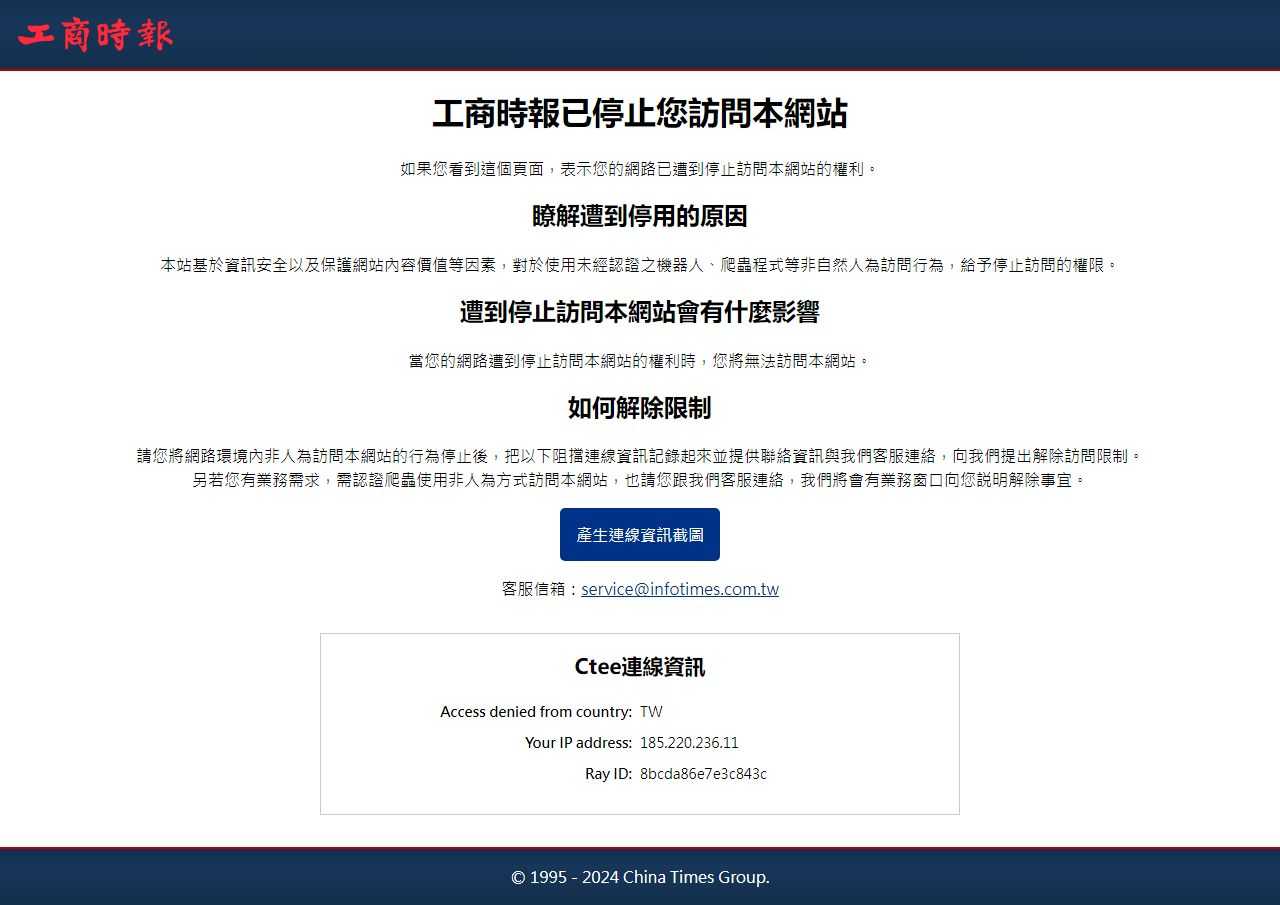 工商時報
工商時報已停止您訪問本網站
如果您看到這個頁面，表示您的網路已遭到停止訪問本網站的權利。
瞭解遭到停用的原因
本站基於資訊安全以及保護網站內容價值等因素，對於使用未經認證之機器人、爬蟲程式等非自然人為訪問行為，給予停止訪問的權限。
遭到停止訪問本網站會有什麼影響
當您的網路遭到停止訪問本網站的權利時，您將無法訪問本網站。
如何解除限制
請您將網路環境內非人為訪問本網站的行為停止後，把以下阻擋連線資訊記錄起來並提供聯絡資訊與我們客服連絡，向我們提出解除訪問限制。
另若您有業務需求，需認證爬蟲使用非人為方式訪問本網站，也請您跟我們客服連絡，我們將會有業務窗口向您説明解除事宜。
產生連線資訊截圖
客服信箱：service@infotimes.com.tw
Ctee連線資訊
Access denied from country: TW
Your IP address: 185.220.236.11
Ray ID: 8bcda86e7e3c843c
© 1995 - 2024 China Times Group.